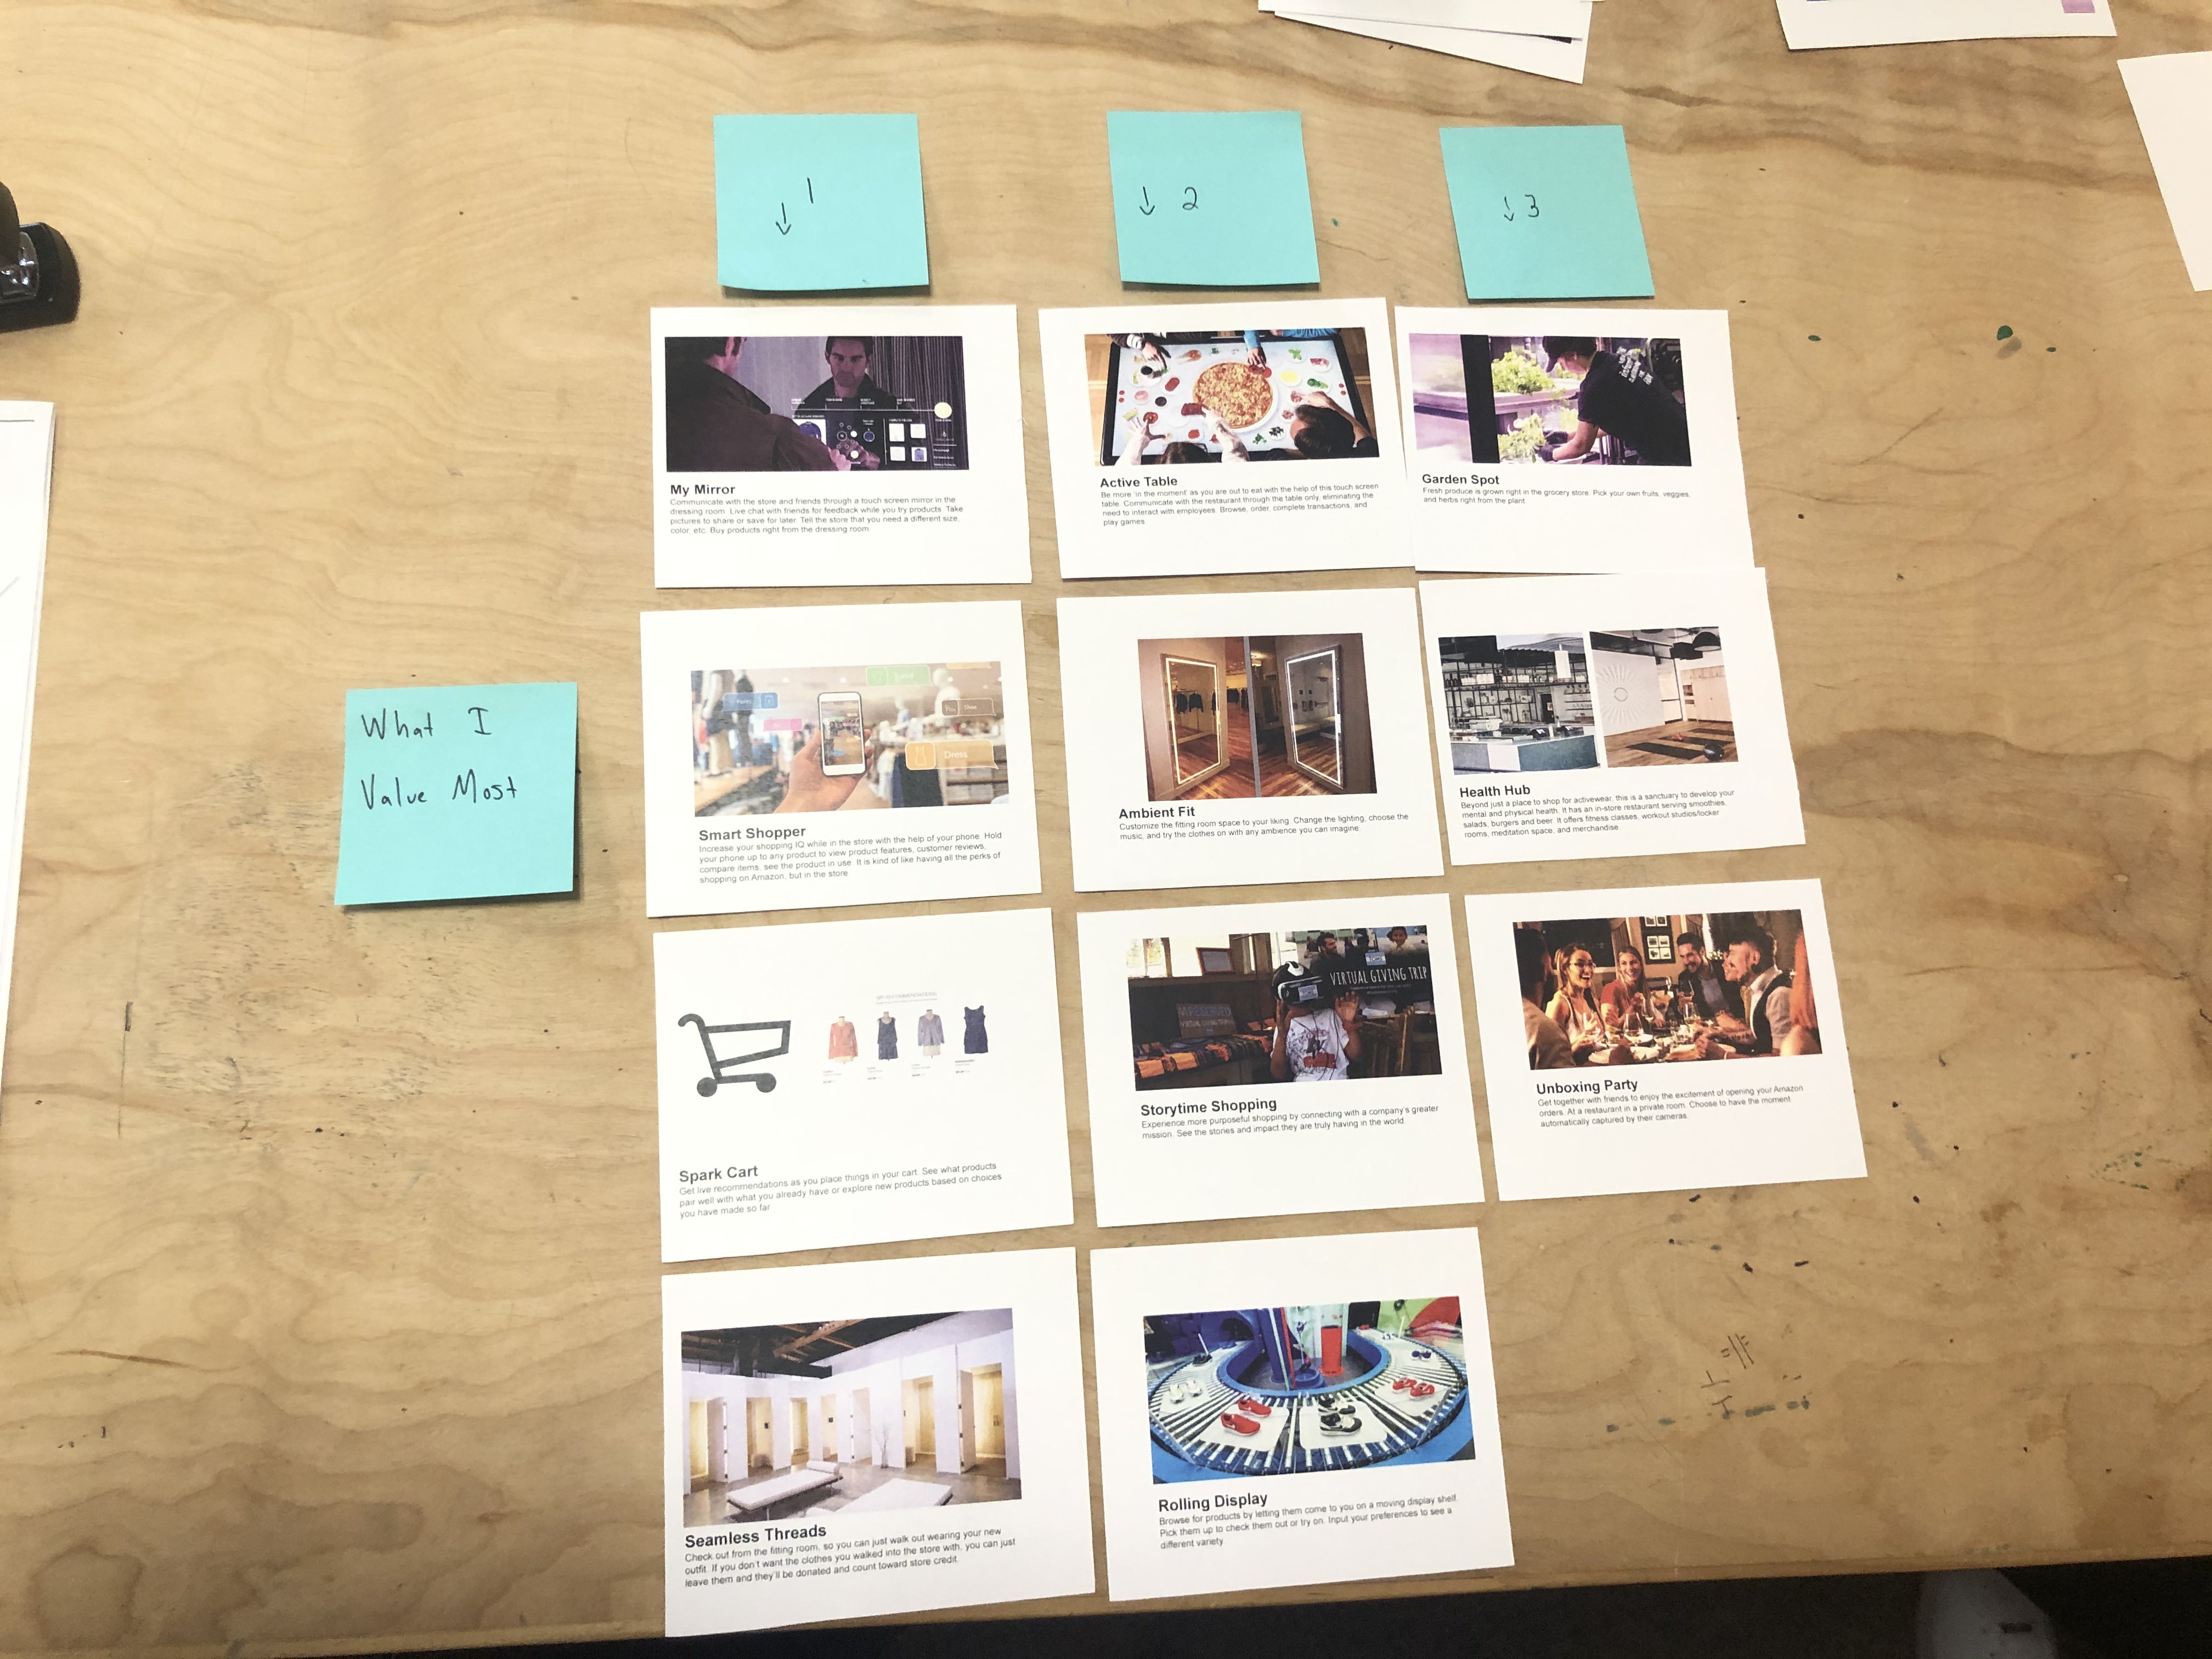 ↓ 1
↓ 2
↓ 3
What I
Value Most
My Mirror
Communicate with the store and friends through a touch screen mirror in the
dressing room. Live chat with friends for feedback while you try products. Take
pictures to share or save for later. Tell the store that you need a different size,
color, etc. Buy products right from the dressing room.
Active Table
Be more 'in the moment' as you are out to eat with the help of this touch screen
table. Communicate with the restaurant through the table only, eliminating the
need to interact with employees. Browse, order, complete transactions, and
play games.
Garden Spot
Fresh produce is grown right in the grocery store. Pick your own fruits, veggies,
and herbs right from the plant.
Dress
Smart Shopper
Increase your shopping IQ while in the store with the help of your phone. Hold
your phone up to any product to view product features, customer reviews,
compare items, see the product in use. It is kind of like having all the perks of
shopping on Amazon, but in the store.
Ambient Fit
Customize the fitting room space to your liking. Change the lighting, choose the
music, and try the clothes on with any ambience you can imagine.
Health Hub
Beyond just a place to shop for activewear, this is a sanctuary to develop your
mental and physical health. It has an in-store restaurant serving smoothies,
salads, burgers and beer. It offers fitness classes, workout studios/locker
rooms, meditation space, and merchandise.
Spark Cart
Get live recommendations as you place things in your cart. See what products
pair well with what you already have or explore new products based on choices
you have made so far.
VIRTUAL GIVING TRIP
Storytime Shopping
Experience more purposeful shopping by connecting with a company's greater
mission. See the stories and impact they are truly having in the world.
Unboxing Party
Get together with friends to enjoy the excitement of opening your Amazon
orders. At a restaurant in a private room. Choose to have the moment
automatically captured by their cameras.
Seamless Threads
Check out from the fitting room, so you can just walk out wearing your new
outfit. If you don't want the clothes you walked into the store with, you can just
leave them and they'll be donated and count toward store credit.
Rolling Display
Browse for products by letting them come to you on a moving display shelf.
Pick them up to check them out or try on. Input your preferences to see a
different variety.